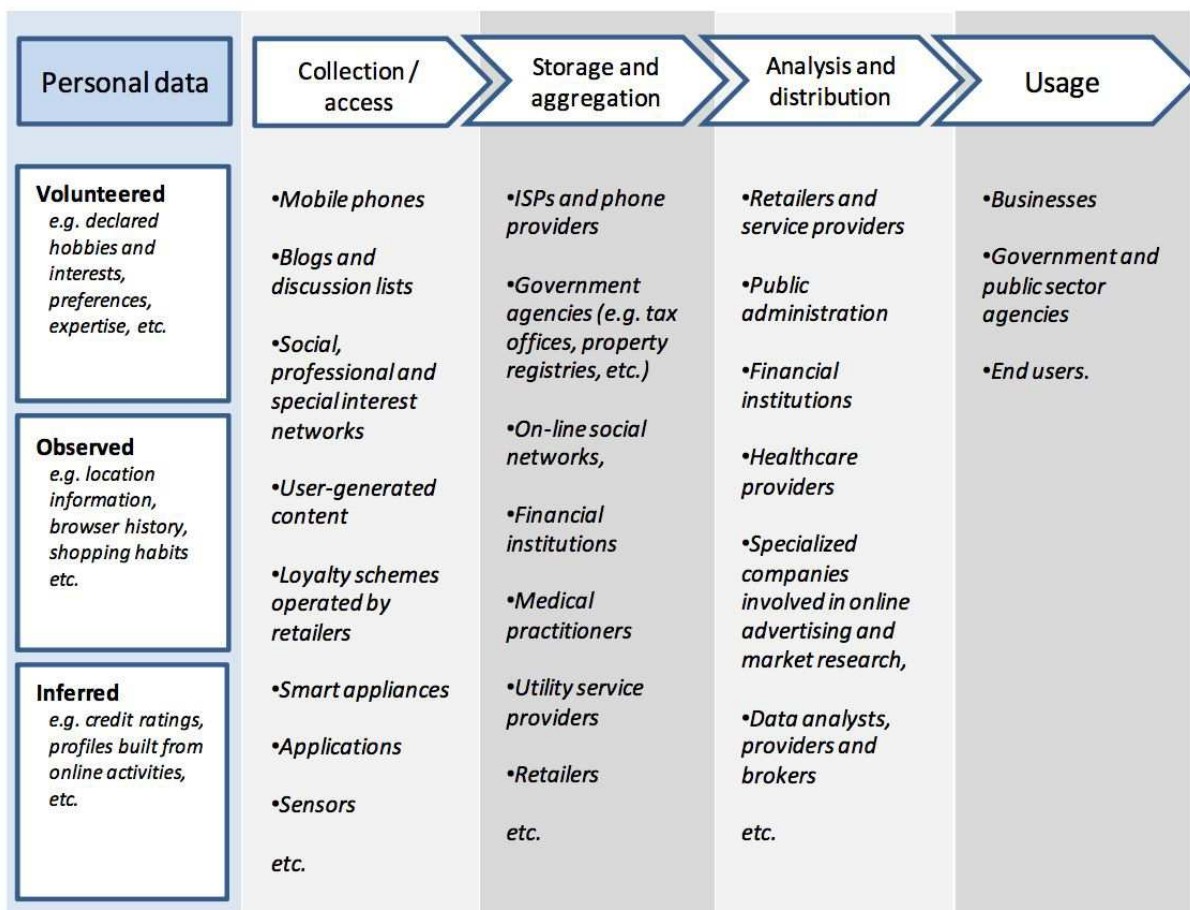 Personal data
Collection /
access
Storage and
aggregation
Analysis and
distribution
Usage
Volunteered
e.g. declared
hobbies and
interests,
preferences,
expertise, etc.
Observed
e.g. location
information,
browser history,
shopping habits
etc.
Inferred
e.g. credit ratings,
profiles built from
online activities,
etc.
•Mobile phones
•Blogs and
discussion lists
•Social,
professional and
special interest
networks
•User-generated
content
•Loyalty schemes
operated by
retailers
•Smart appliances
•Applications
•Sensors
etc.
•ISPs and phone
providers
•Government
agencies (e.g. tax
offices, property
registries, etc.)
•On-line social
networks,
•Financial
institutions
•Medical
practitioners
•Utility service
providers
•Retailers
etc.
•Retailers and
service providers
•Public
administration
•Financial
institutions
•Healthcare
providers
•Specialized
companies
involved in online
advertising and
market research,
•Data analysts,
providers and
brokers
etc.
•Businesses
•Government and
public sector
agencies
•End users.